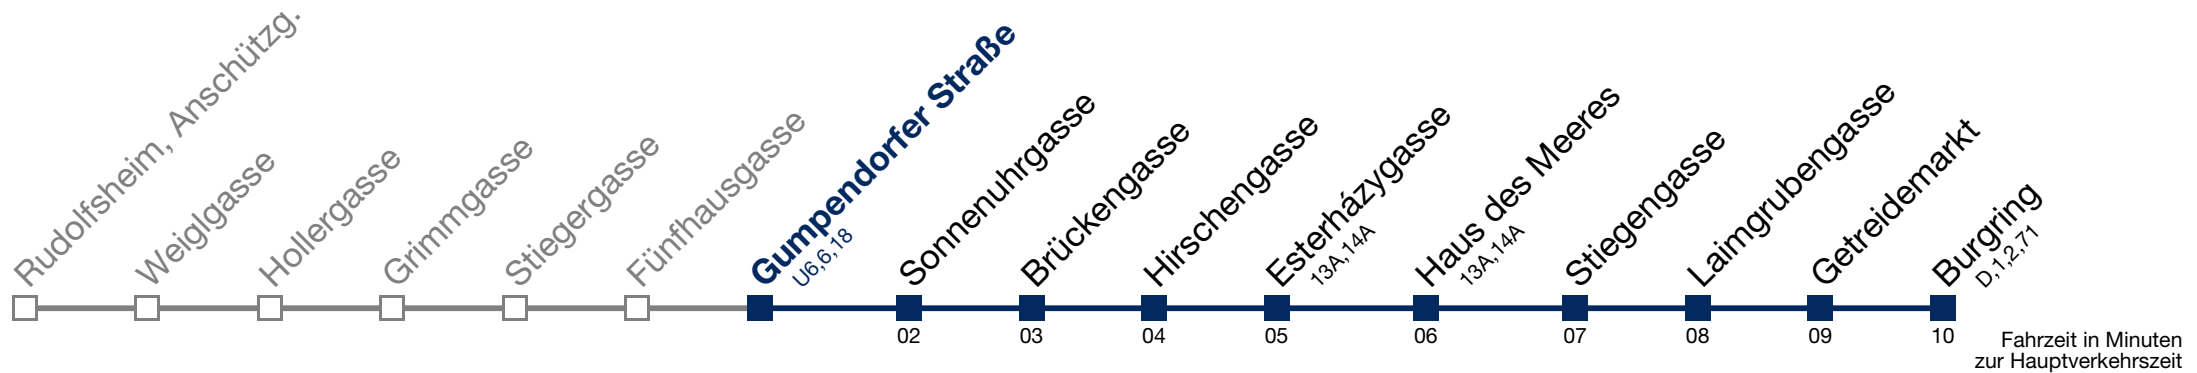 Rudolfsheim, Anschützg.
Weiglgasse
Hollergasse
Grimmgasse
Stiegergasse
Fünfhausgasse
Gumpendorfer Straße
U6,6,18
Sonnenuhrgasse
Brückengasse
Hirschengasse
Esterházygasse
13A,14A
Haus des Meeres
13A,14A
Stiegengasse
Laimgrubengasse
Getreidemarkt
Burgring
D,1,2,71
02 03 04 05 06 07 08 09 10
Fahrzeit in Minuten
zur Hauptverkehrszeit